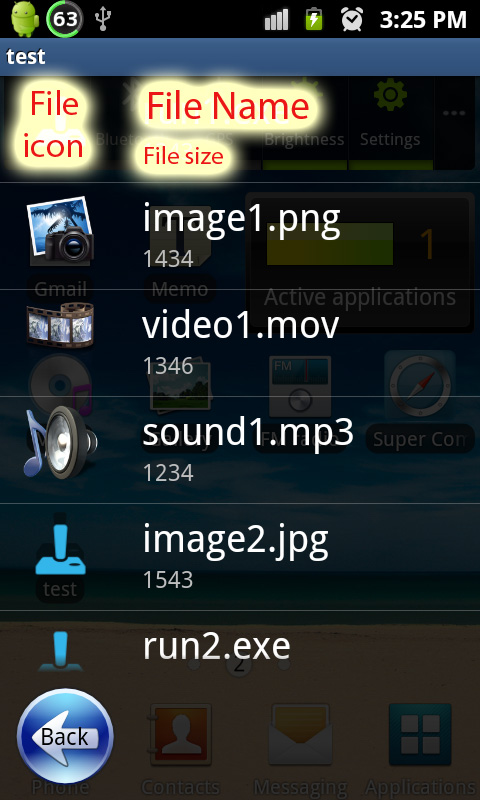 63
3:25 PM
test
File
icon
File Name
File size
Brightness
Settings
image1.png
1434
1
Gmail
Memo
Active applications
video1.mov
1346
FM
sound1.mp3
1234
Super Com
image2.jpg
1543
test
run2.exe
2
Back
Phone
Contacts
Messaging
Applications